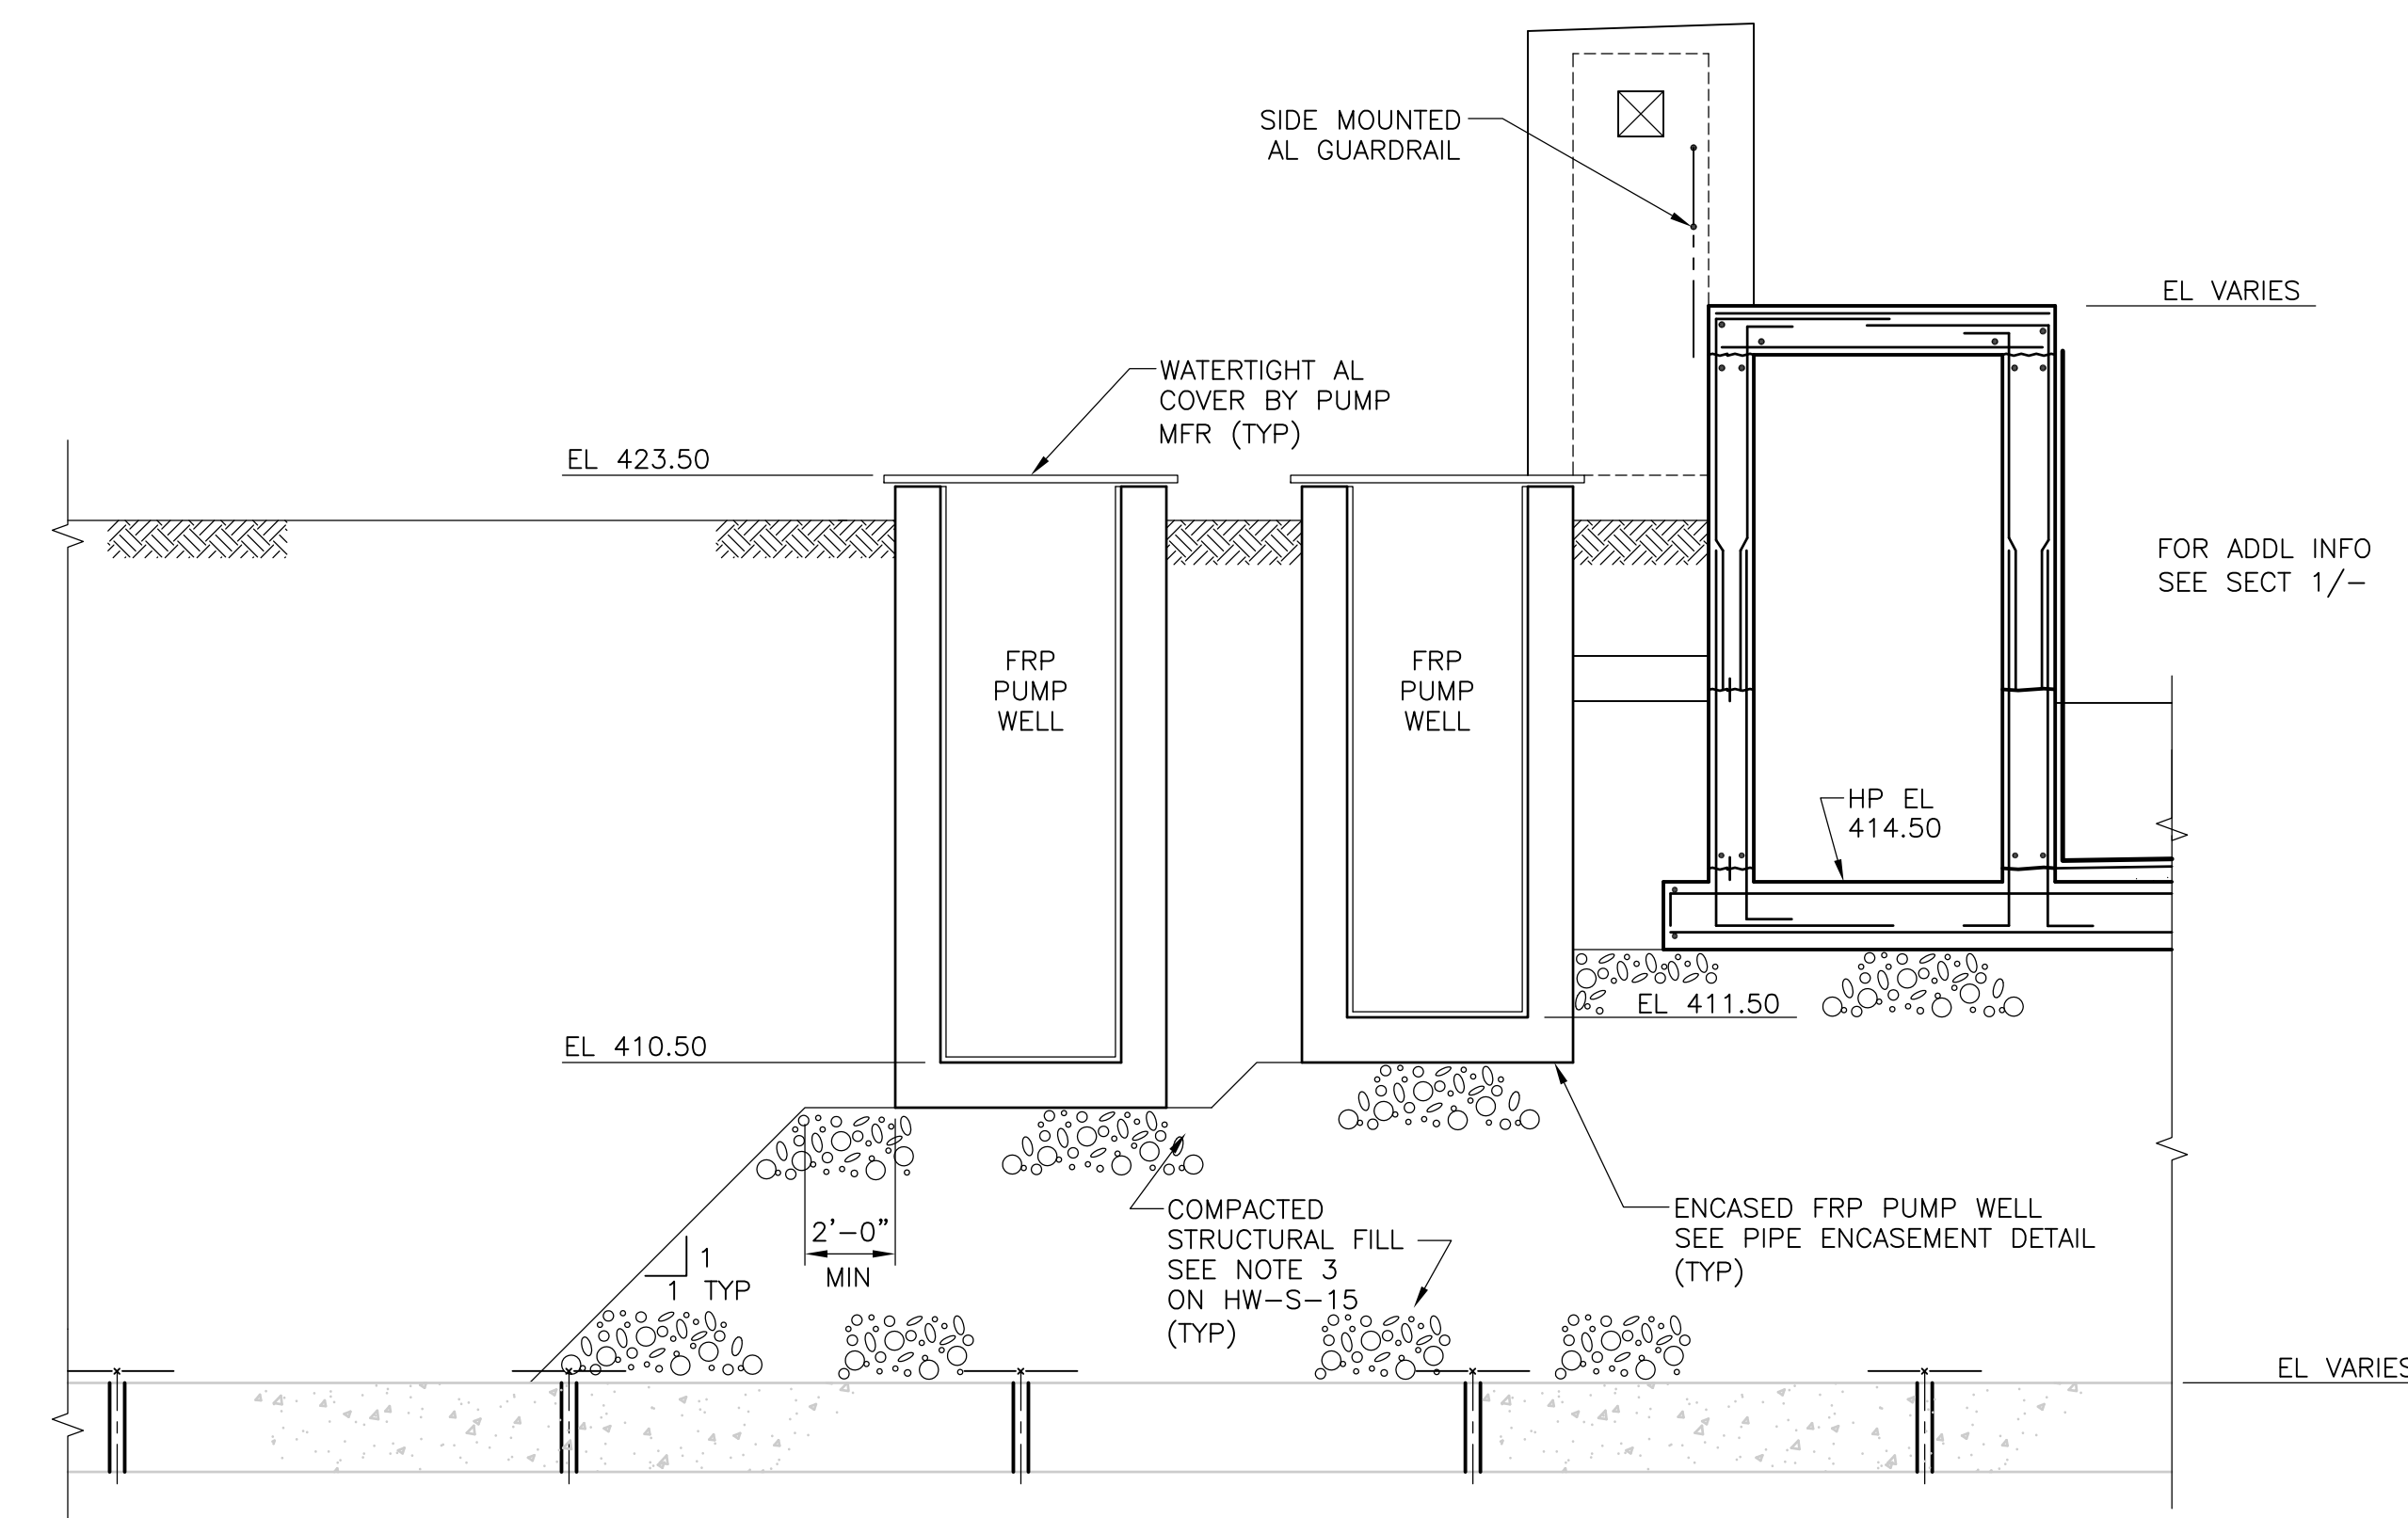 SIDE MOUNTED
AL GUARDRAIL
EL VARIES
WATERTIGHT AL
COVER BY PUMP
MFR (TYP)
EL 423.50
FOR ADDL INFO
SEE SECT 1/-
FRP
PUMP
WELL
FRP
PUMP
WELL
HP EL
414.50
EL 411.50
EL 410.50
COMPACTED
STRUCTURAL FILL
SEE NOTE 3
ON HW-S-15
(TYP)
ENCASED FRP PUMP WELL
SEE PIPE ENCASEMENT DETAIL
(TYP)
2'-0"
MIN
1
1 TYP
EL VARIES